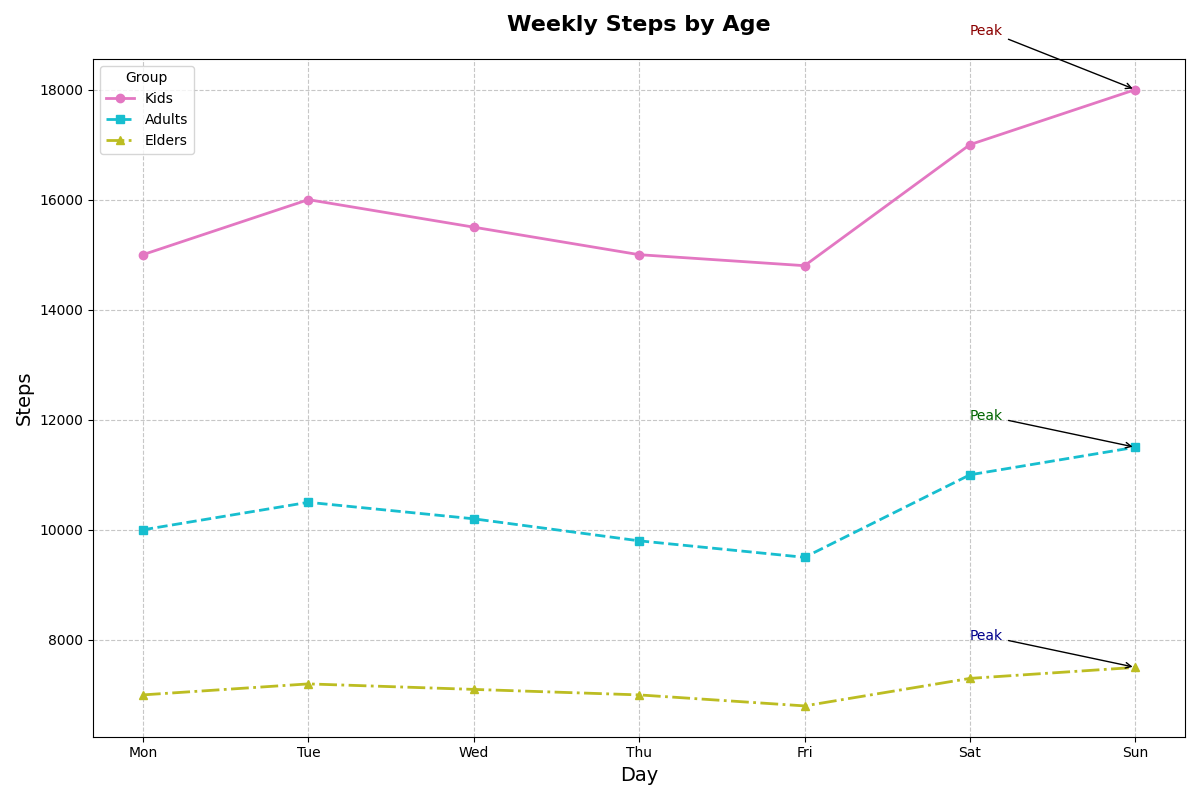 Weekly Steps by Age
Peak
Group
Kids
Adults
Elders
18000
16000
14000
12000
10000
8000
Steps
Peak
Peak
Mon Tue Wed Thu Fri Sat Sun
Day